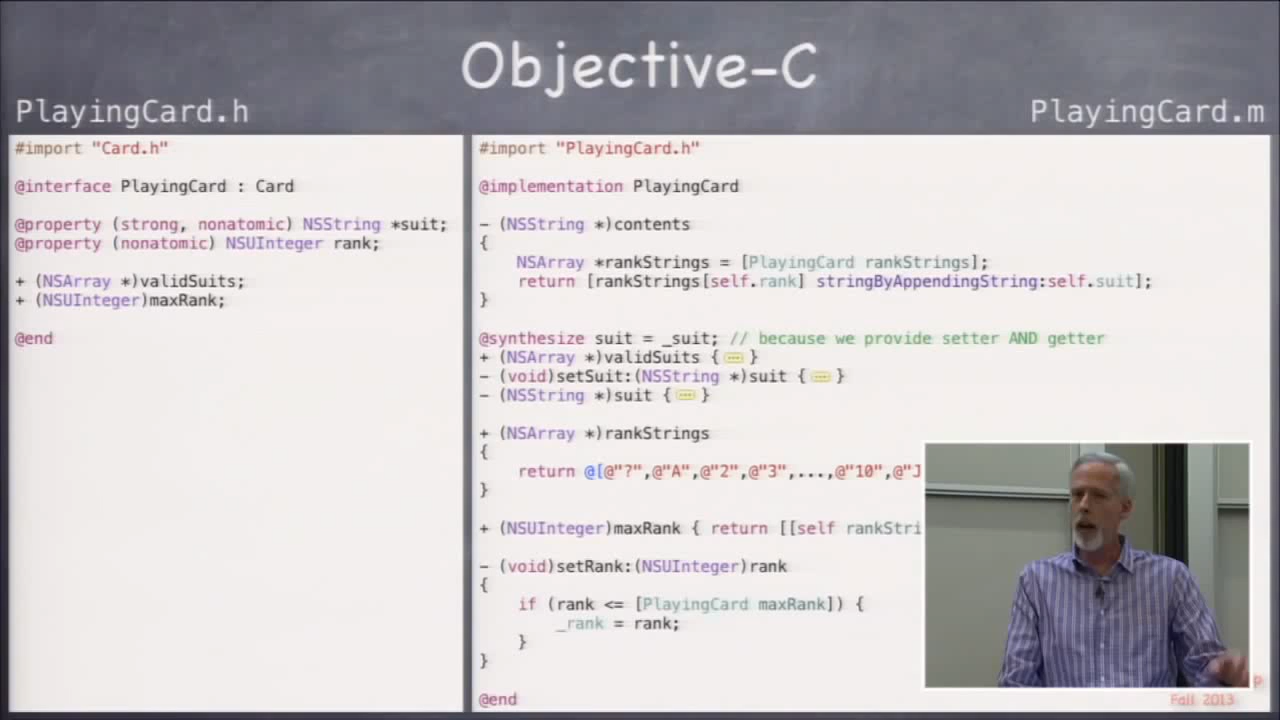 Objective-C
PlayingCard.h
#import "Card.h"
@interface PlayingCard : Card
@property (strong, nonatomic) NSString *suit;
@property (nonatomic) NSUInteger rank;
+ (NSArray *)validSuits;
+ (NSUInteger)maxRank;
@end
PlayingCard.m
#import "PlayingCard.h"
@implementation PlayingCard
- (NSString *)contents
{
NSArray *rankStrings = [PlayingCard rankStrings];
return [rankStrings[self.rank] stringByAppendingString:self.suit];
}
@synthesize suit = _suit; // because we provide setter AND getter
+ (NSArray *)validSuits {...}
- (void)setSuit:(NSString *)suit {...}
- (NSString *)suit {...}
+ (NSArray *)rankStrings
{
return @[@"?",@"A",@"2",@"3",...,@"10",@"J
}
+ (NSUInteger)maxRank { return [[self rankStri
- (void)setRank:(NSUInteger)rank
{
if (rank <= [PlayingCard maxRank]) {
_rank = rank;
}
}
@end
Fall 2013